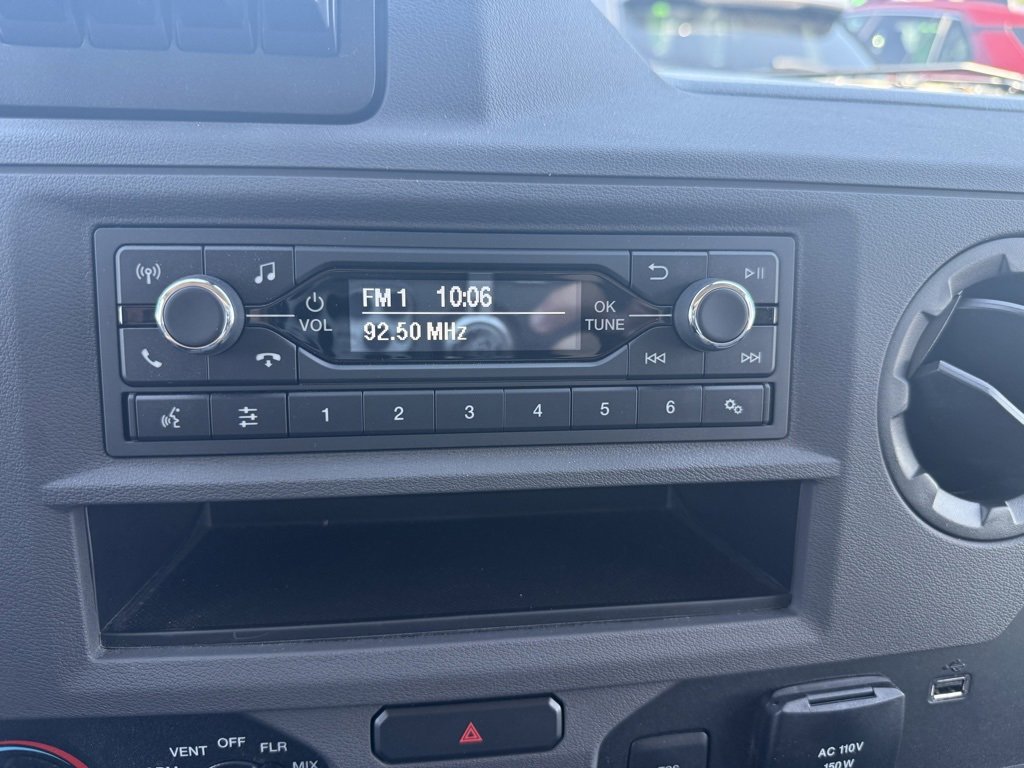 FM 1 10:06
92.50 MHz
VOL
OK
TUNE
1 2 3 4 5 6
VENT OFF FLR
MIX
AC 110V
150W